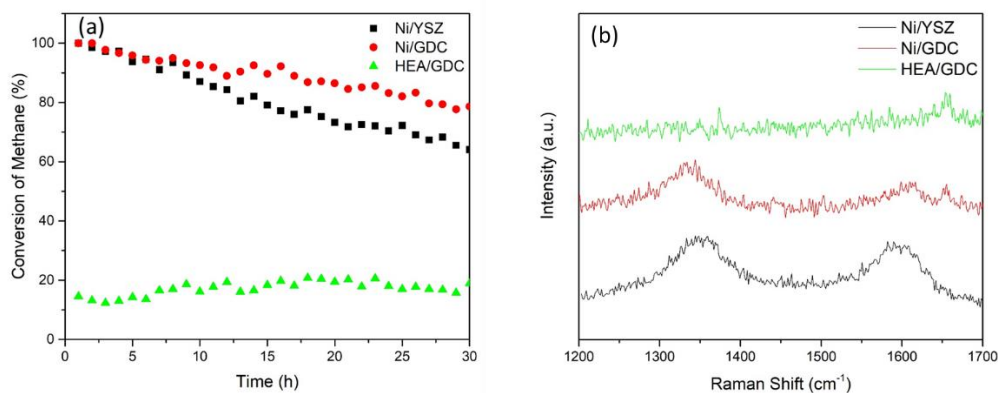 (a)
Ni/YSZ
Ni/GDC
HEA/GDC
Conversion of Methane (%)
100
80
60
40
20
0
0 5 10 15 20 25 30
Time (h)
(b)
Ni/YSZ
Ni/GDC
HEA/GDC
Intensity (a.u.)
1200 1300 1400 1500 1600 1700
Raman Shift (cm⁻¹)